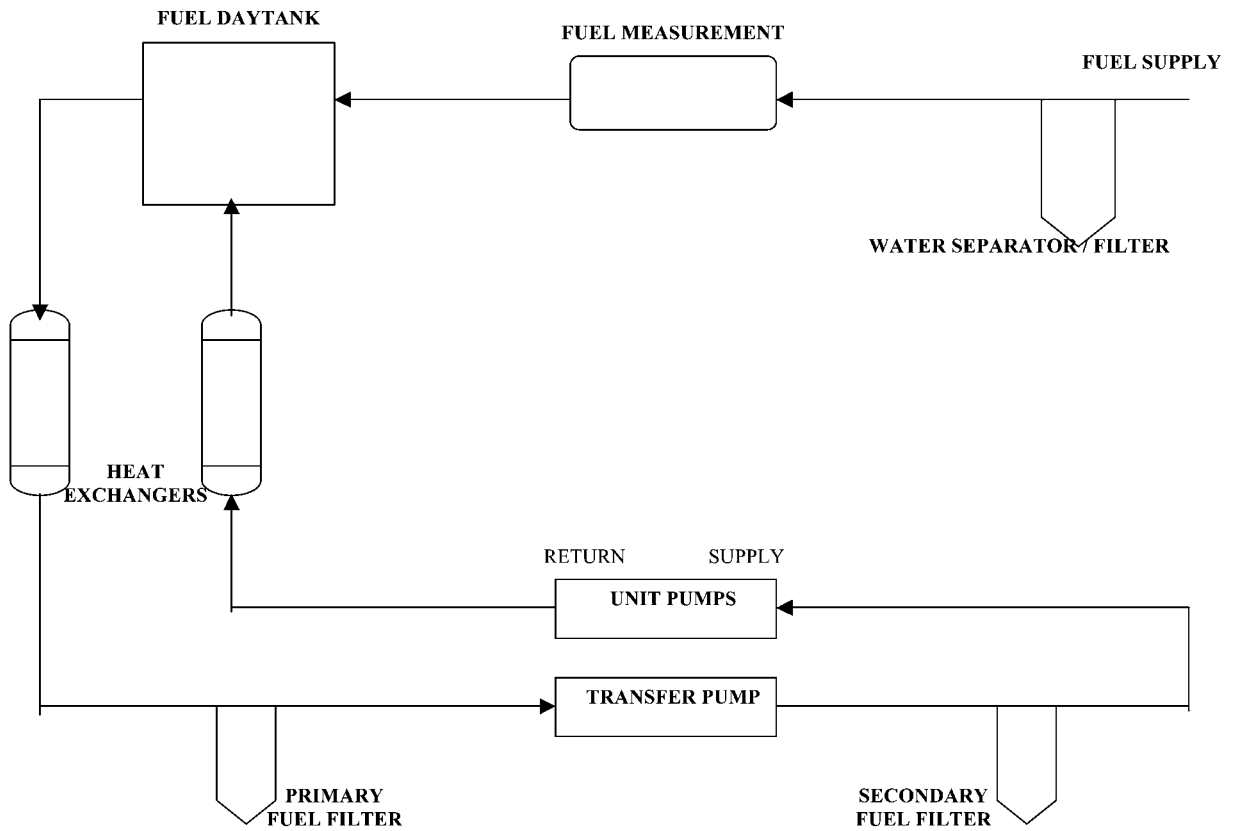 FUEL DAYTANK
FUEL MEASUREMENT
FUEL SUPPLY
WATER SEPARATOR / FILTER
HEAT
EXCHANGERS
RETURN
SUPPLY
UNIT PUMPS
TRANSFER PUMP
PRIMARY
FUEL FILTER
SECONDARY
FUEL FILTER